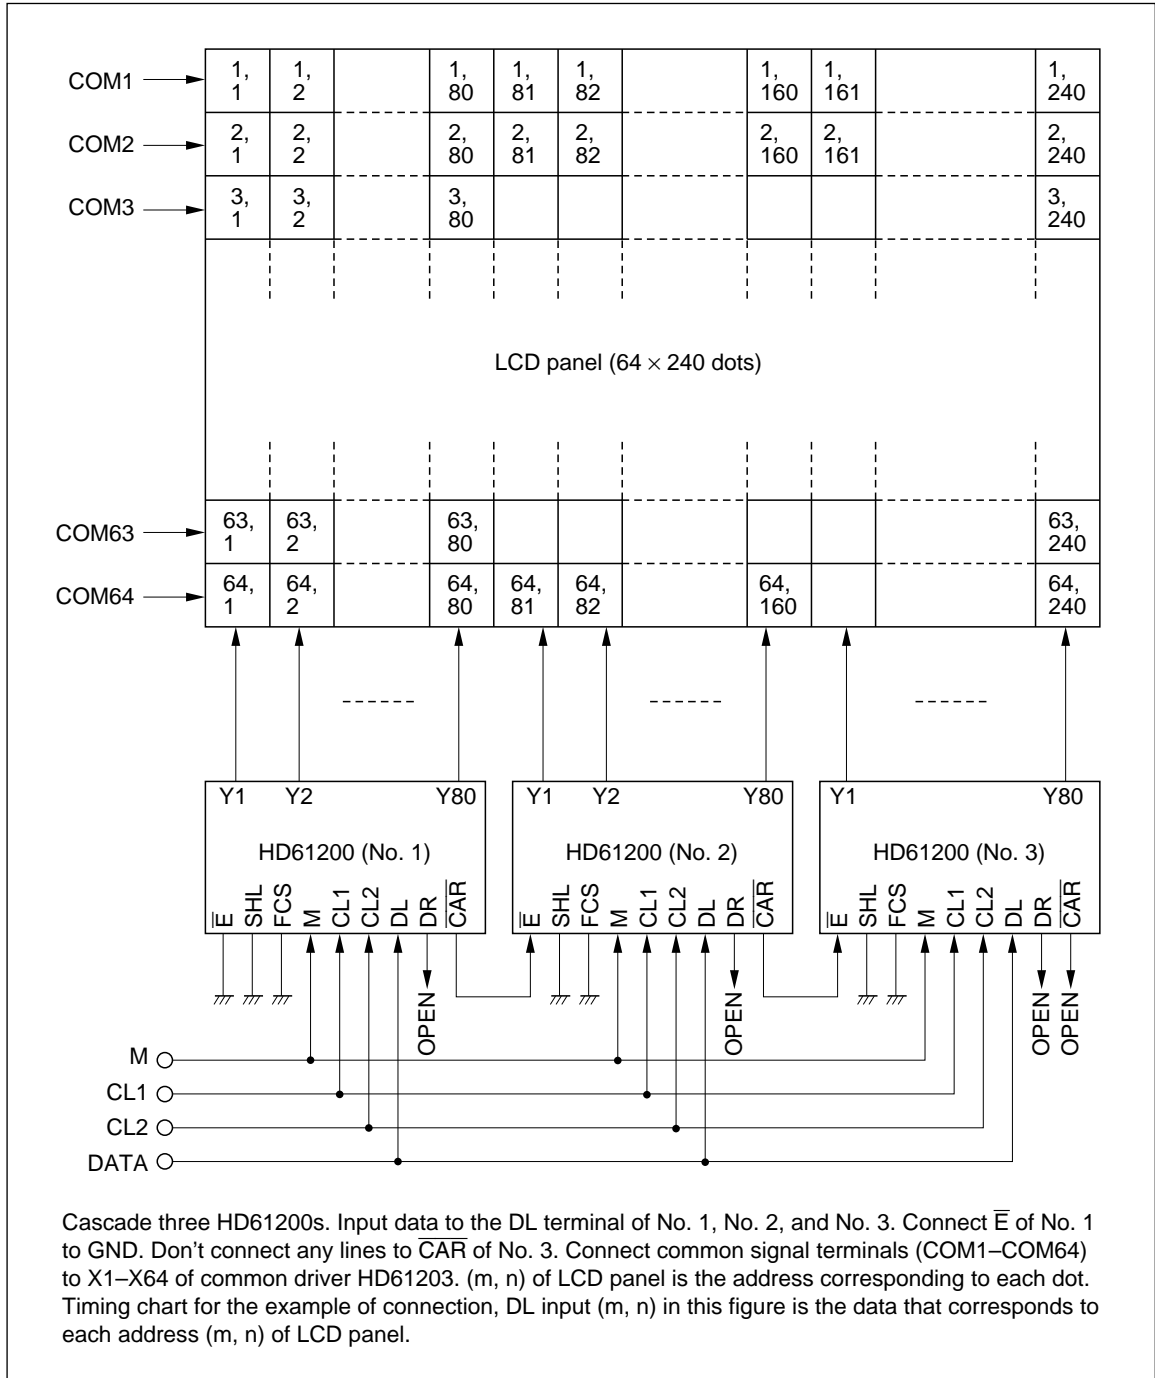 COM1 1, 1 1, 2 1, 80 1, 81 1, 82 1, 160 1, 161 1, 240
COM2 2, 1 2, 2 2, 80 2, 81 2, 82 2, 160 2, 161 2, 240
COM3 3, 1 3, 2 3, 80 3, 240
LCD panel (64 × 240 dots)
COM63 63, 1 63, 2 63, 80 63, 240
COM64 64, 1 64, 2 64, 80 64, 81 64, 82 64, 160 64, 240
Y1 Y2 Y80 Y1 Y2 Y80 Y1 Y80
HD61200 (No. 1) HD61200 (No. 2) HD61200 (No. 3)
E̅ SHL FCS M CL1 CL2 DL DR C̅A̅R̅ E̅ SHL FCS M CL1 CL2 DL DR C̅A̅R̅ E̅ SHL FCS M CL1 CL2 DL DR C̅A̅R̅
OPEN OPEN OPEN OPEN
M
CL1
CL2
DATA
Cascade three HD61200s. Input data to the DL terminal of No. 1, No. 2, and No. 3. Connect E̅ of No. 1
to GND. Don't connect any lines to C̅A̅R̅ of No. 3. Connect common signal terminals (COM1–COM64)
to X1–X64 of common driver HD61203. (m, n) of LCD panel is the address corresponding to each dot.
Timing chart for the example of connection, DL input (m, n) in this figure is the data that corresponds to
each address (m, n) of LCD panel.